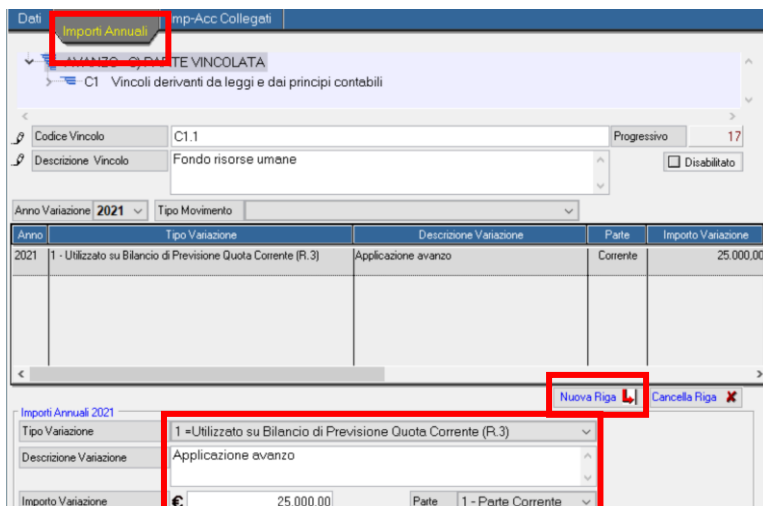 Dati Importi Annuali Imp-Acc Collegati
AVANZO - C) PARTE VINCOLATA
C1 Vincoli derivanti da leggi e dai principi contabili
Codice Vincolo C1.1 Progressivo 17
Descrizione Vincolo Fondo risorse umane Disabilitato
Anno Variazione 2021 Tipo Movimento
Anno Tipo Variazione Descrizione Variazione Parte Importo Variazione
2021 1 - Utilizzato su Bilancio di Previsione Quota Corrente (R.3) Applicazione avanzo Corrente 25.000,00
Nuova Riga Cancella Riga
Importi Annuali 2021
Tipo Variazione 1 =Utilizzato su Bilancio di Previsione Quota Corrente (R.3)
Descrizione Variazione Applicazione avanzo
Importo Variazione € 25.000,00 Parte 1 - Parte Corrente